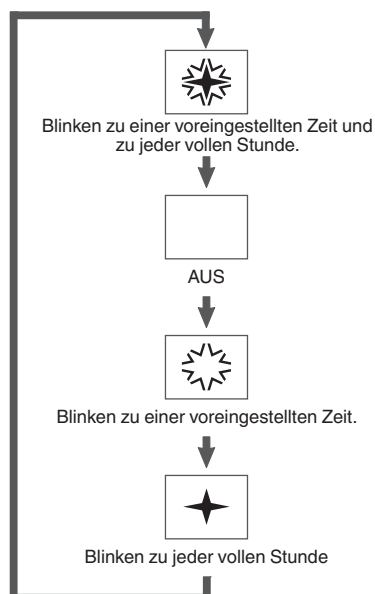 Blinken zu einer voreingestellten Zeit und
zu jeder vollen Stunde.
AUS
Blinken zu einer voreingestellten Zeit.
Blinken zu jeder vollen Stunde